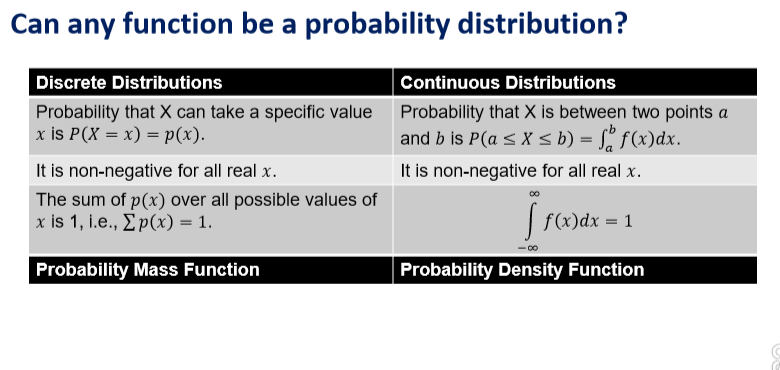 Can any function be a probability distribution?
Discrete Distributions
Continuous Distributions
Probability that X can take a specific value
x is P(X = x) = p(x).
Probability that X is between two points a
and b is P(a ≤ X ≤ b) = ∫ₐᵇ f(x)dx.
It is non-negative for all real x.
It is non-negative for all real x.
The sum of p(x) over all possible values of
x is 1, i.e., ∑p(x) = 1.
∞
∫ f(x)dx = 1
−∞
Probability Mass Function
Probability Density Function